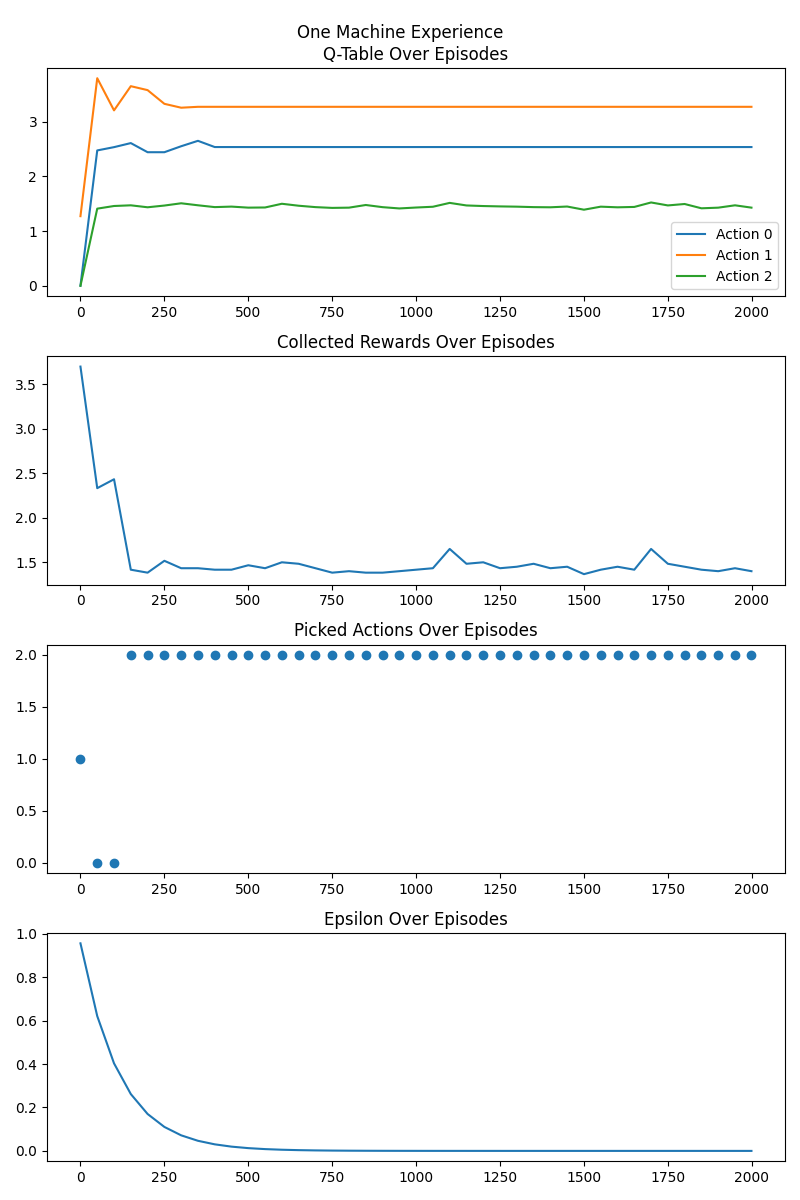 One Machine Experience
Q-Table Over Episodes
3
2
1
0
Action 0
Action 1
Action 2
0 250 500 750 1000 1250 1500 1750 2000
Collected Rewards Over Episodes
3.5
3.0
2.5
2.0
1.5
0 250 500 750 1000 1250 1500 1750 2000
Picked Actions Over Episodes
2.0
1.5
1.0
0.5
0.0
0 250 500 750 1000 1250 1500 1750 2000
Epsilon Over Episodes
1.0
0.8
0.6
0.4
0.2
0.0
0 250 500 750 1000 1250 1500 1750 2000